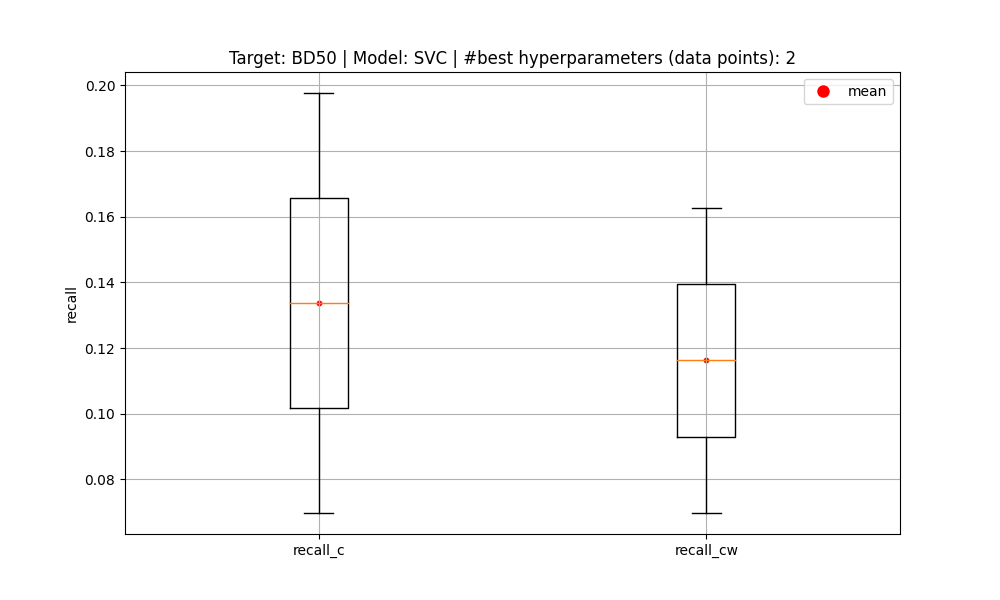 Target: BD50 | Model: SVC | #best hyperparameters (data points): 2
mean
0.20
0.18
0.16
0.14
0.12
0.10
0.08
recall
recall_c
recall_cw